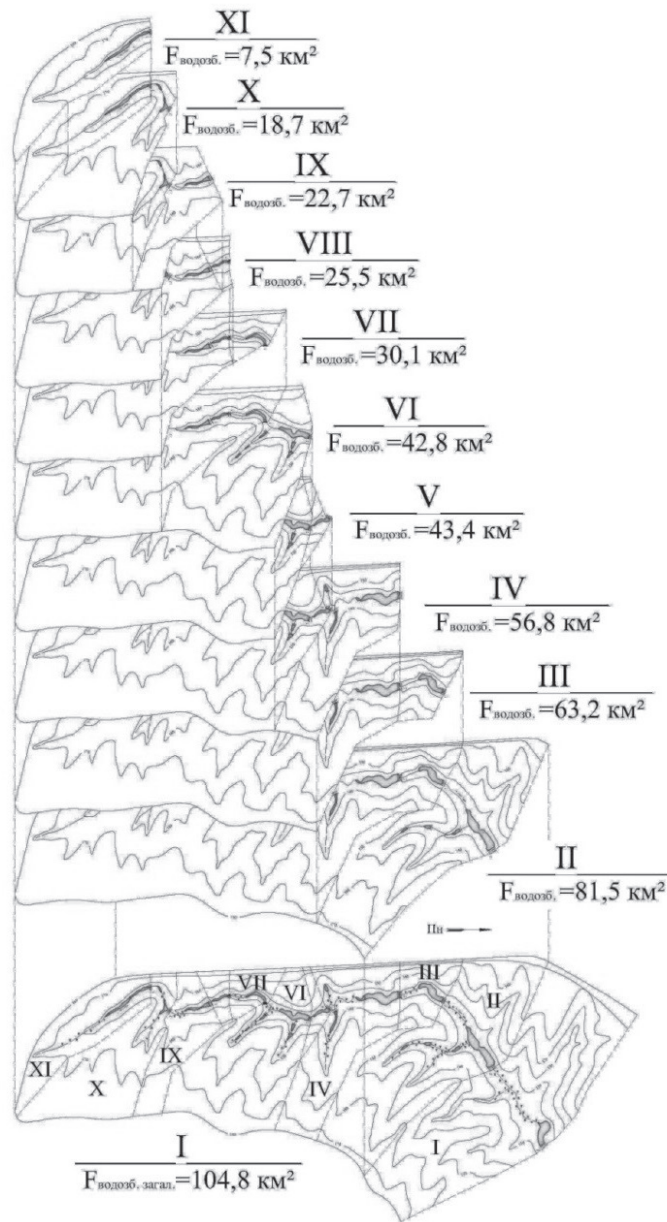 XI
Fводозб.=7,5 км²
X
Fводозб.=18,7 км²
IX
Fводозб.=22,7 км²
VIII
Fводозб.=25,5 км²
VII
Fводозб.=30,1 км²
VI
Fводозб.=42,8 км²
V
Fводозб.=43,4 км²
IV
Fводозб.=56,8 км²
III
Fводозб.=63,2 км²
II
Fводозб.=81,5 км²
Пн
VII
VI
III
II
XI
X
IX
IV
I
I
Fводозб.загал.=104,8 км²